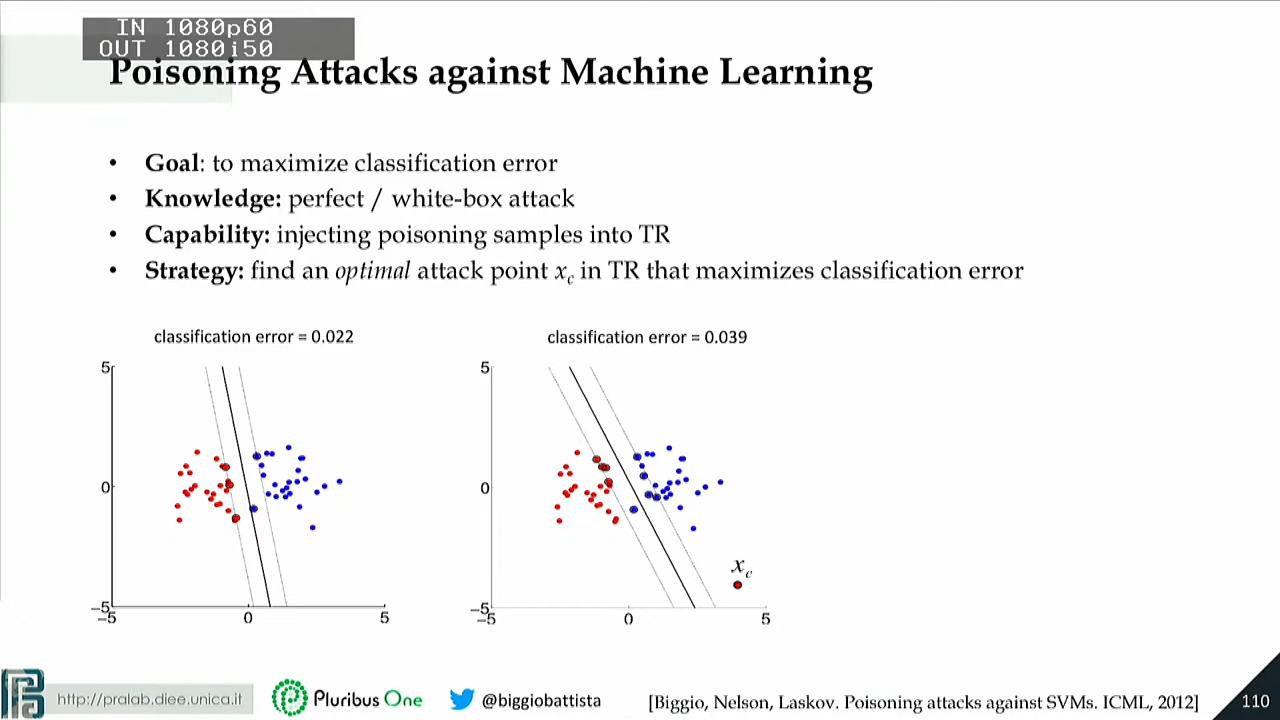 IN 1080p60
OUT 1080i50
Poisoning Attacks against Machine Learning
• Goal: to maximize classification error
• Knowledge: perfect / white-box attack
• Capability: injecting poisoning samples into TR
• Strategy: find an optimal attack point xc in TR that maximizes classification error
classification error = 0.022
classification error = 0.039
5
0
−5
−5
0
5
5
0
−5
−5
0
5
xc
http://pralab.diee.unica.it
Pluribus One
@biggiobattista
[Biggio, Nelson, Laskov. Poisoning attacks against SVMs. ICML, 2012]
110